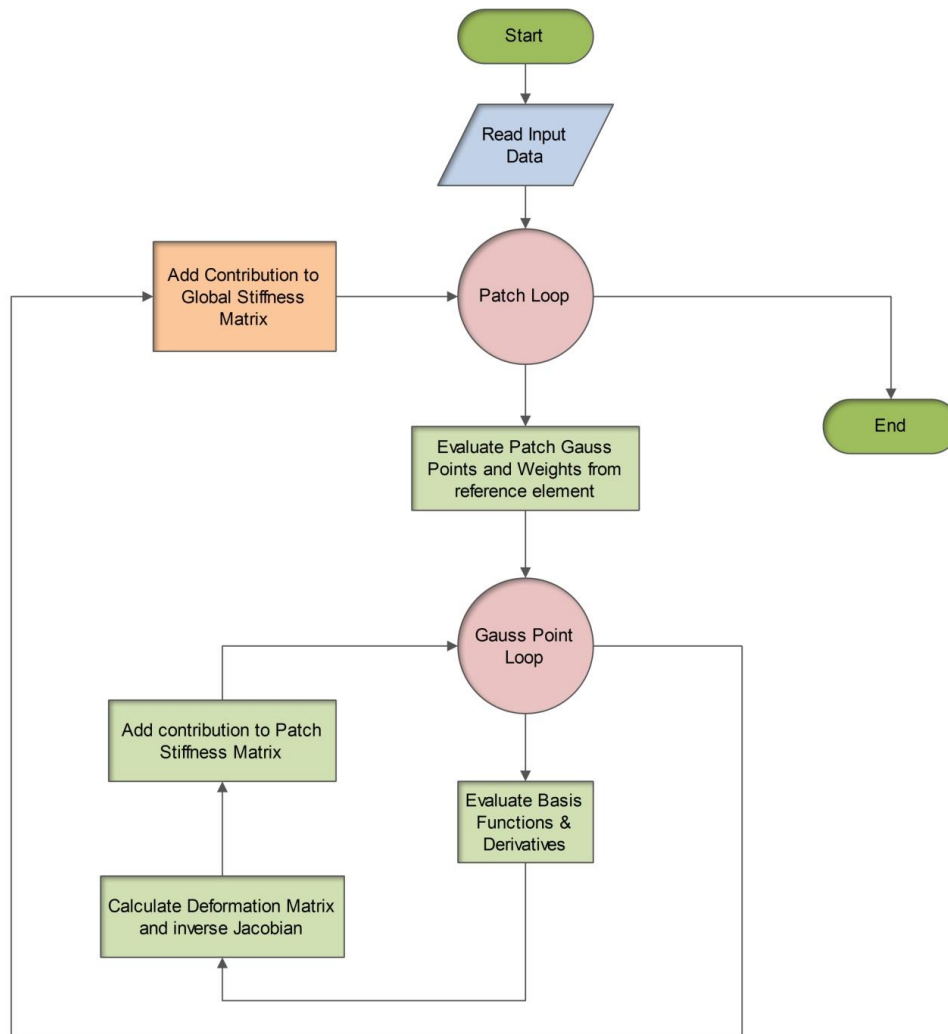 Start
Read Input
Data
Add Contribution to
Global Stiffness
Matrix
Patch Loop
End
Evaluate Patch Gauss
Points and Weights from
reference element
Gauss Point
Loop
Add contribution to Patch
Stiffness Matrix
Evaluate Basis
Functions &
Derivatives
Calculate Deformation Matrix
and inverse Jacobian